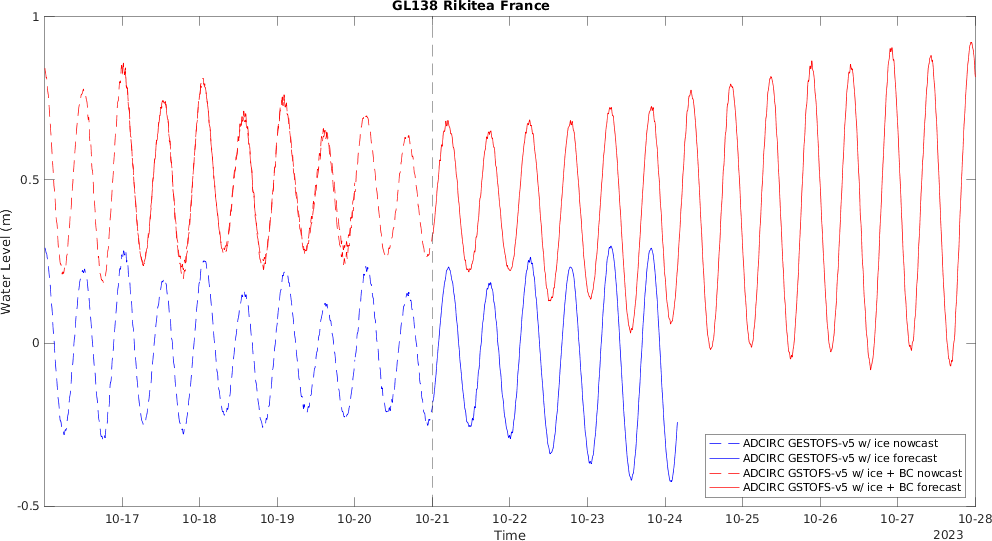 GL138 Rikitea France
1
0.5
0
-0.5
Water Level (m)
ADCIRC GESTOFS-v5 w/ ice nowcast
ADCIRC GESTOFS-v5 w/ ice forecast
ADCIRC GSTOFS-v5 w/ ice + BC nowcast
ADCIRC GSTOFS-v5 w/ ice + BC forecast
10-17 10-18 10-19 10-20 10-21 10-22 10-23 10-24 10-25 10-26 10-27 10-28
Time
2023